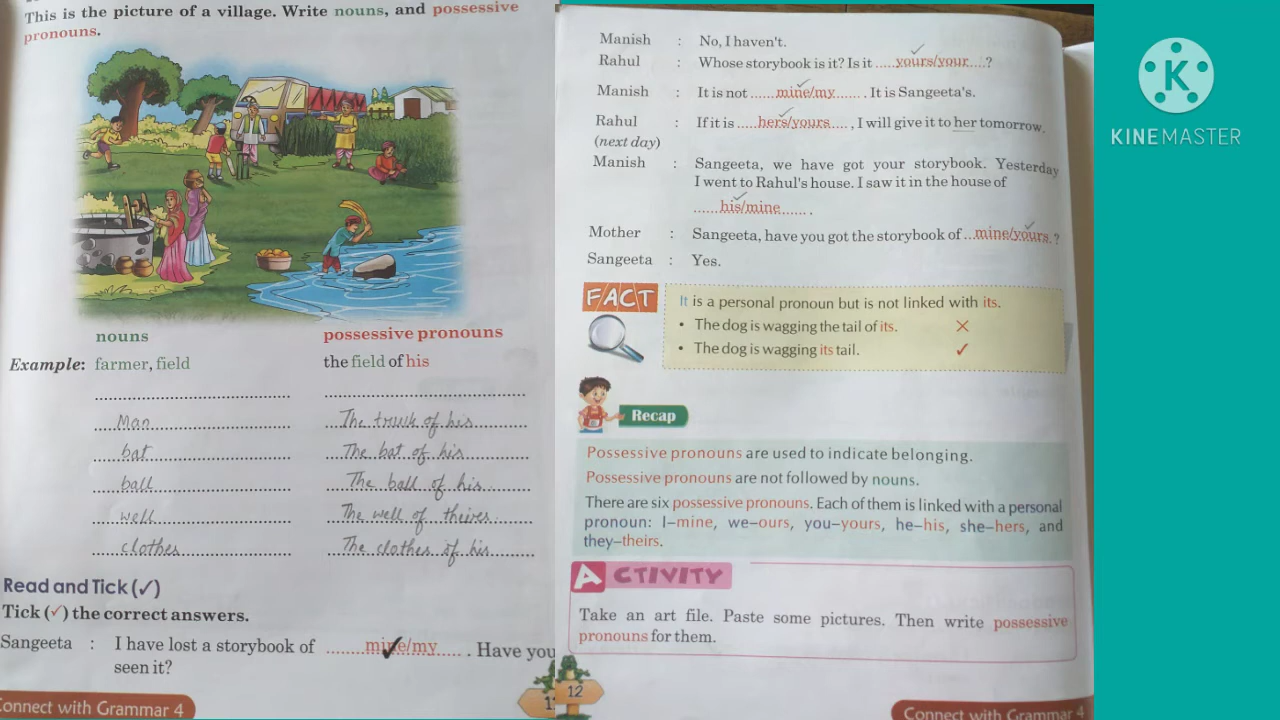 This is the picture of a village. Write nouns, and possessive
pronouns.
nouns possessive pronouns
Example: farmer, field the field of his
Man The truck of his
bat The bat of his
ball The ball of his
well The well of theirs
clothes The clothes of his
Read and Tick (✓)
Tick (✓) the correct answers.
Sangeeta : I have lost a storybook of ........mine/my..... . Have you
seen it?
Connect with Grammar 4
Manish : No, I haven't.
Rahul : Whose storybook is it? Is it ....yours/your....?
Manish : It is not ......mine/my....... . It is Sangeeta's.
Rahul : If it is ....hers/yours.... , I will give it to her tomorrow.
(next day)
Manish : Sangeeta, we have got your storybook. Yesterday
I went to Rahul's house. I saw it in the house of
......his/mine...... .
Mother : Sangeeta, have you got the storybook of ...mine/yours.?
Sangeeta : Yes.
FACT
It is a personal pronoun but is not linked with its.
• The dog is wagging the tail of its. ✗
• The dog is wagging its tail. ✓
Recap
Possessive pronouns are used to indicate belonging.
Possessive pronouns are not followed by nouns.
There are six possessive pronouns. Each of them is linked with a personal
pronoun: I–mine, we–ours, you–yours, he–his, she–hers, and
they–theirs.
ACTIVITY
Take an art file. Paste some pictures. Then write possessive
pronouns for them.
12
Connect with Grammar 4
K
KINEMASTER